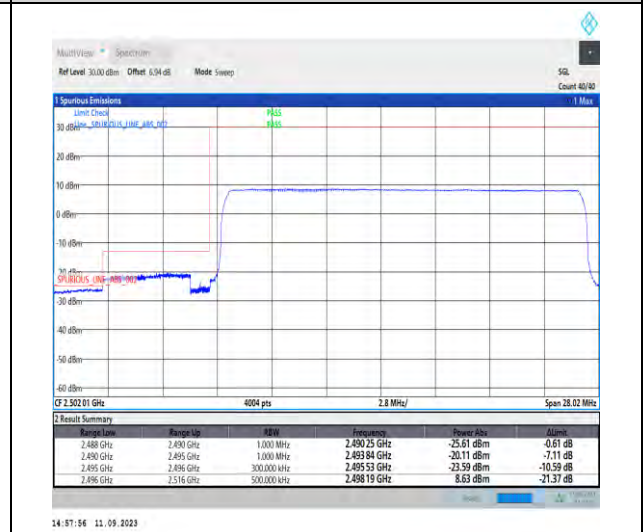 MultiView Spectrum
Ref Level 30.00 dBm Offset 6.94 dB Mode Sweep SGL
Count 40/40
1 Spurious Emissions 1 Max
Limit Check PASS
30 dBm Line_SPURIOUS_LINE_ABS_002 PASS
20 dBm
10 dBm
0 dBm
-10 dBm
-20 dBm
SPURIOUS_LINE_ABS_002
-30 dBm
-40 dBm
-50 dBm
-60 dBm
CF 2.502 01 GHz 4004 pts 2.8 MHz/ Span 28.02 MHz
2 Result Summary
Range Low Range Up RBW Frequency Power Abs ΔLimit
2.488 GHz 2.490 GHz 1.000 MHz 2.490 25 GHz -25.61 dBm -0.61 dB
2.490 GHz 2.495 GHz 1.000 MHz 2.493 84 GHz -20.11 dBm -7.11 dB
2.495 GHz 2.496 GHz 300.000 kHz 2.495 53 GHz -23.59 dBm -10.59 dB
2.496 GHz 2.516 GHz 500.000 kHz 2.498 19 GHz 8.63 dBm -21.37 dB
14:57:56 11.09.2023